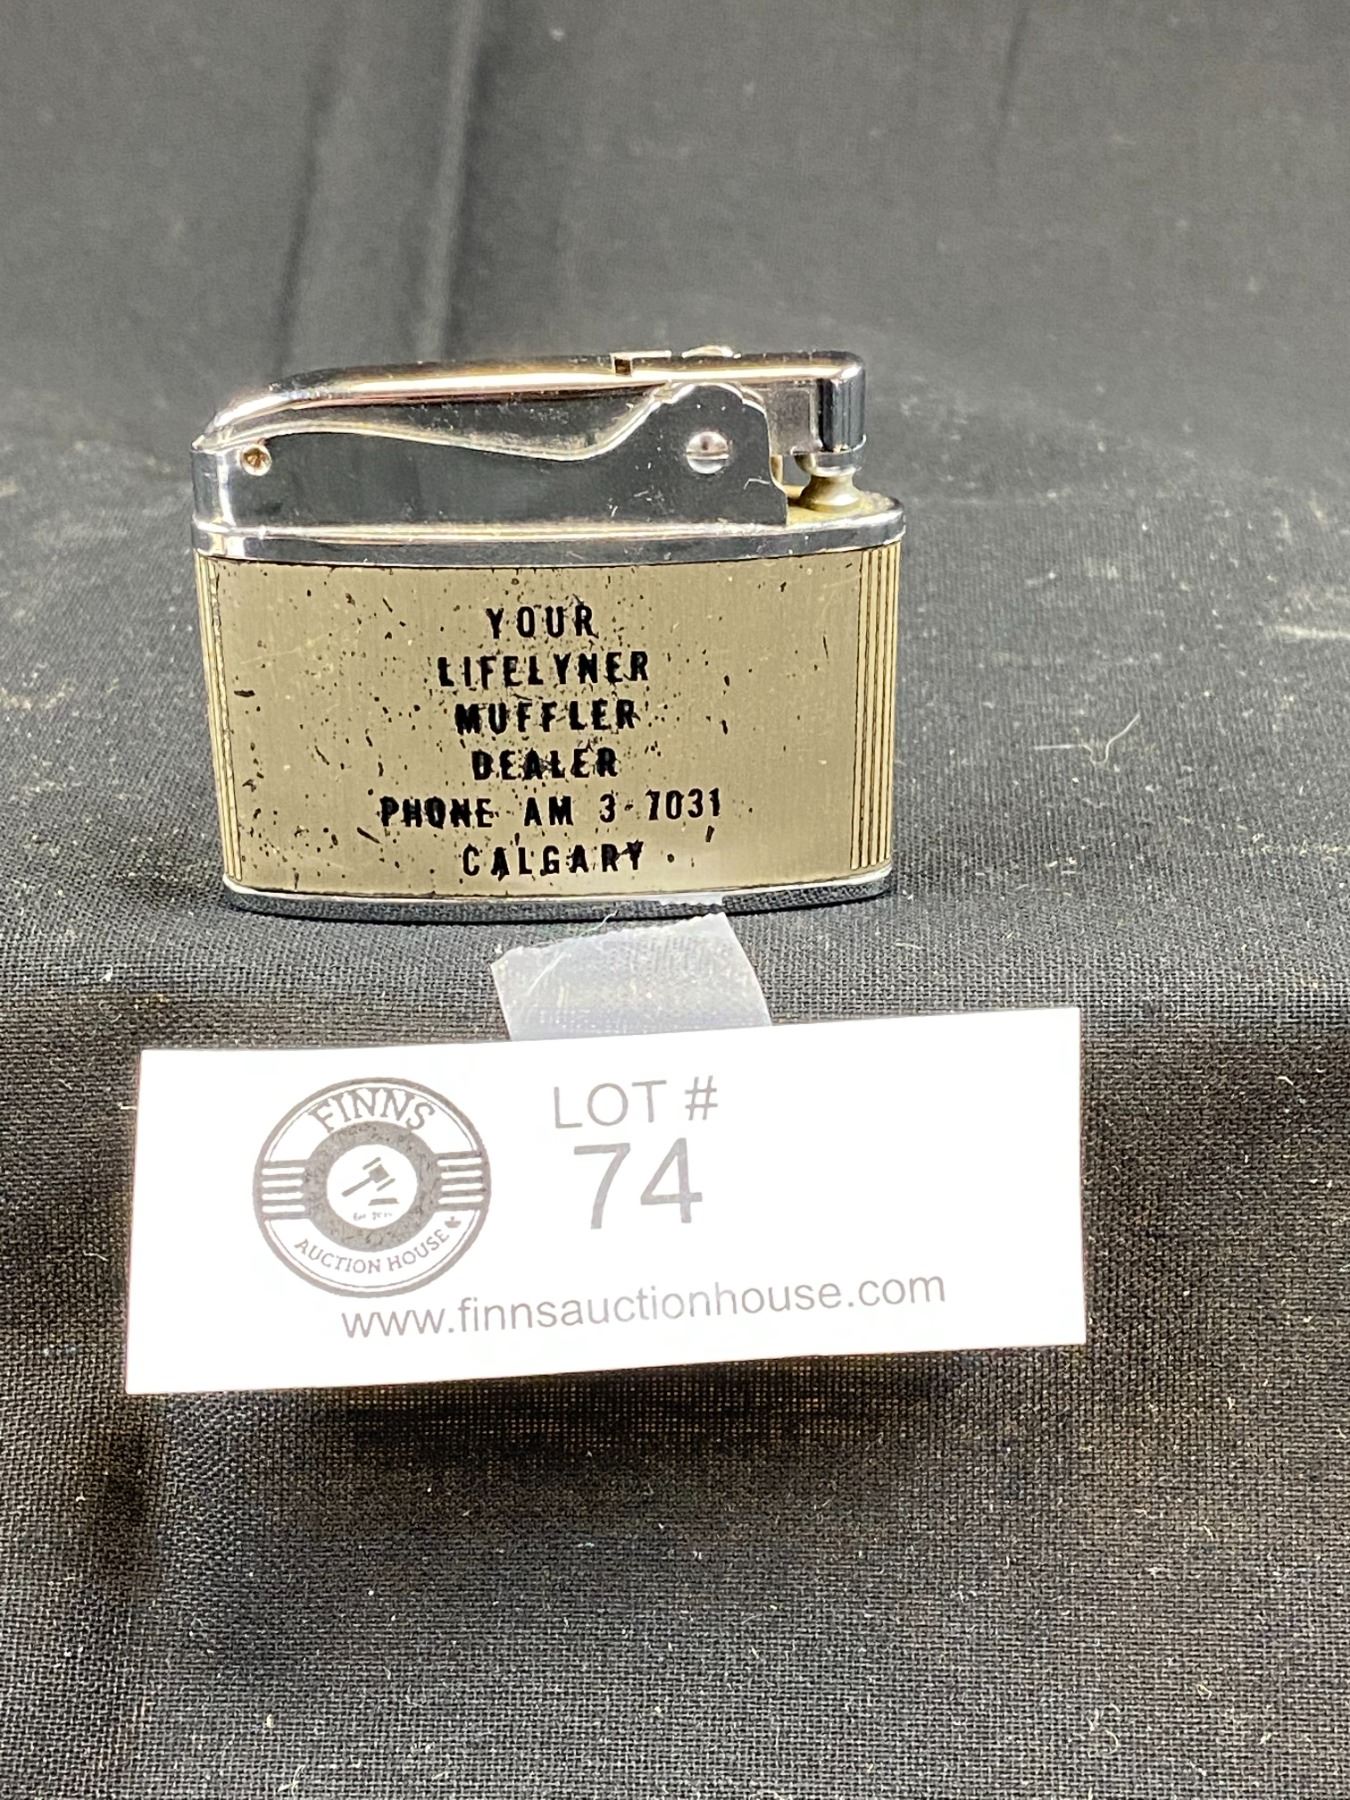 YOUR
LIFELYNER
MUFFLER
DEALER
PHONE AM 3-7031
CALGARY
FINNS
AUCTION HOUSE
LOT #
74
www.finnsauctionhouse.com